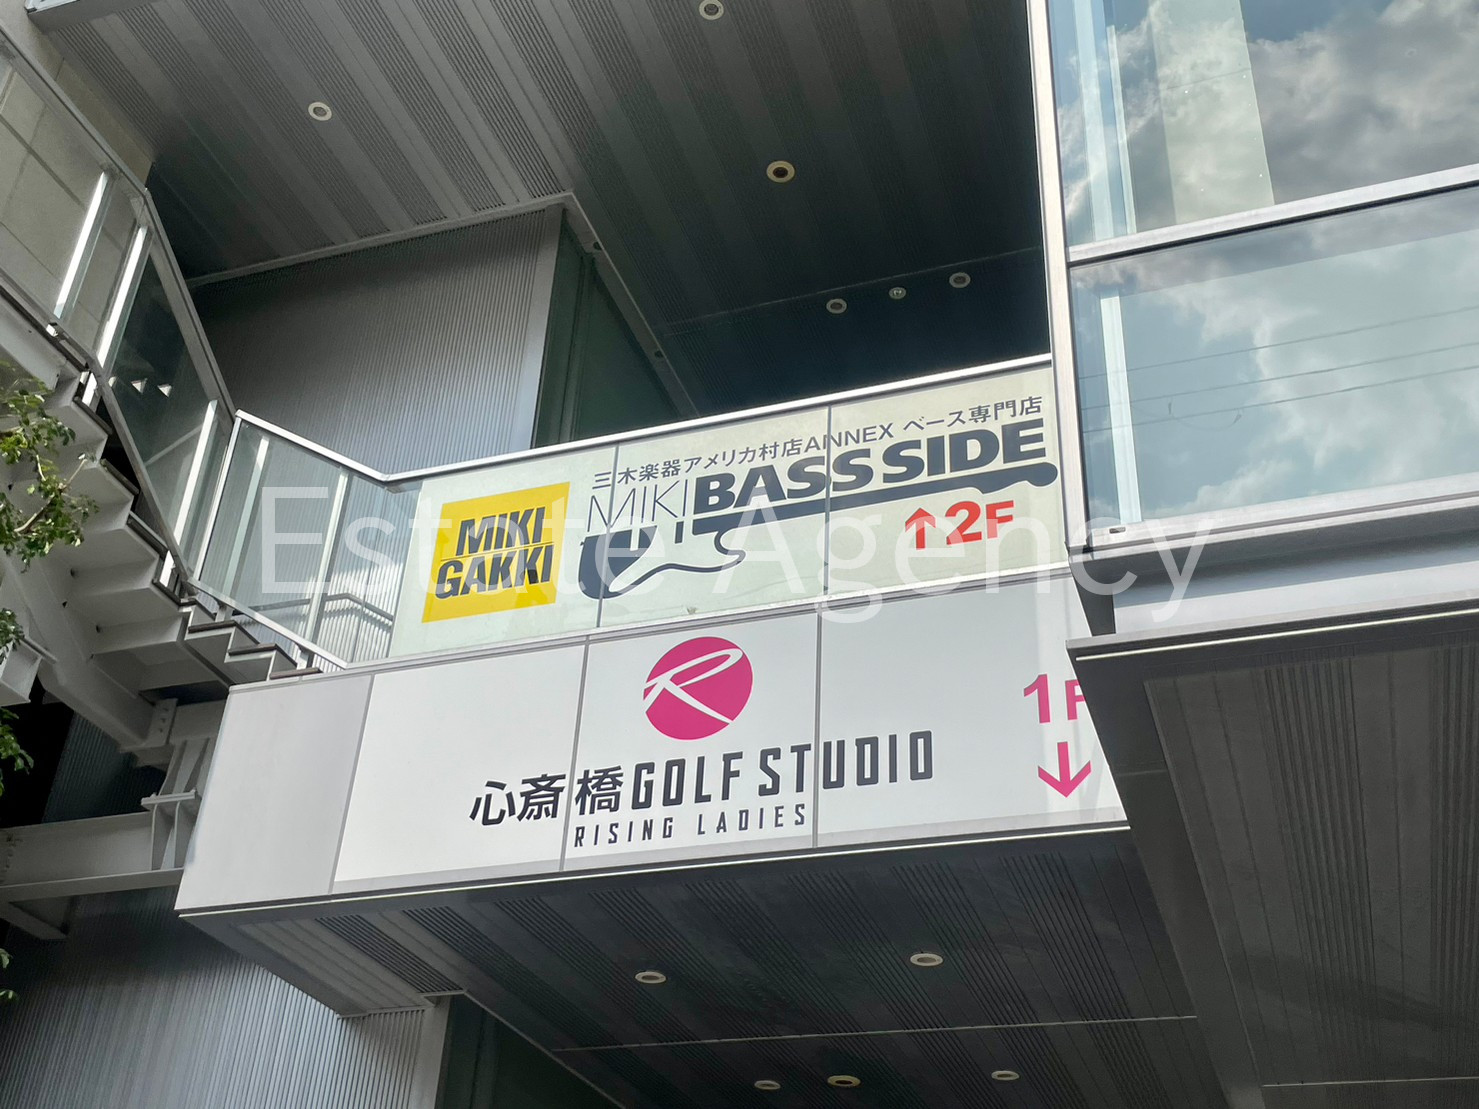 三木楽器アメリカ村店ANNEX ベース専門店
MIKI BASS SIDE
MIKI
GAKKI
↑2F
Estate Agency
R
1F
↓
心斎橋GOLF STUDIO
RISING LADIES